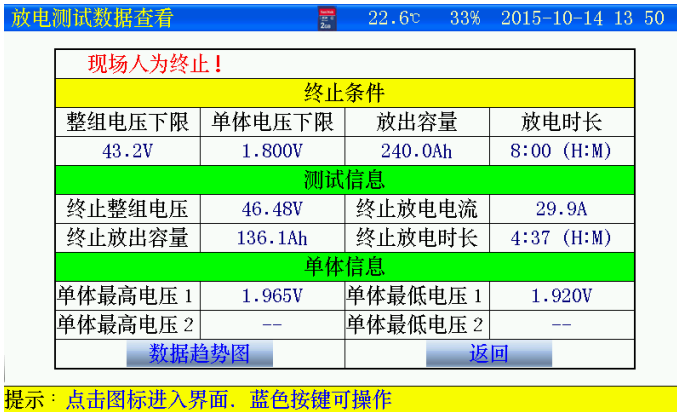 放电测试数据查看 22.6℃ 33% 2015-10-14 13 50
现场人为终止!
终止条件
整组电压下限 单体电压下限 放出容量 放电时长
43.2V 1.800V 240.0Ah 8:00 (H:M)
测试信息
终止整组电压 46.48V 终止放电电流 29.9A
终止放出容量 136.1Ah 终止放电时长 4:37 (H:M)
单体信息
单体最高电压1 1.965V 单体最低电压1 1.920V
单体最高电压2 -- 单体最低电压2 --
数据趋势图 返回
提示:点击图标进入界面. 蓝色按键可操作